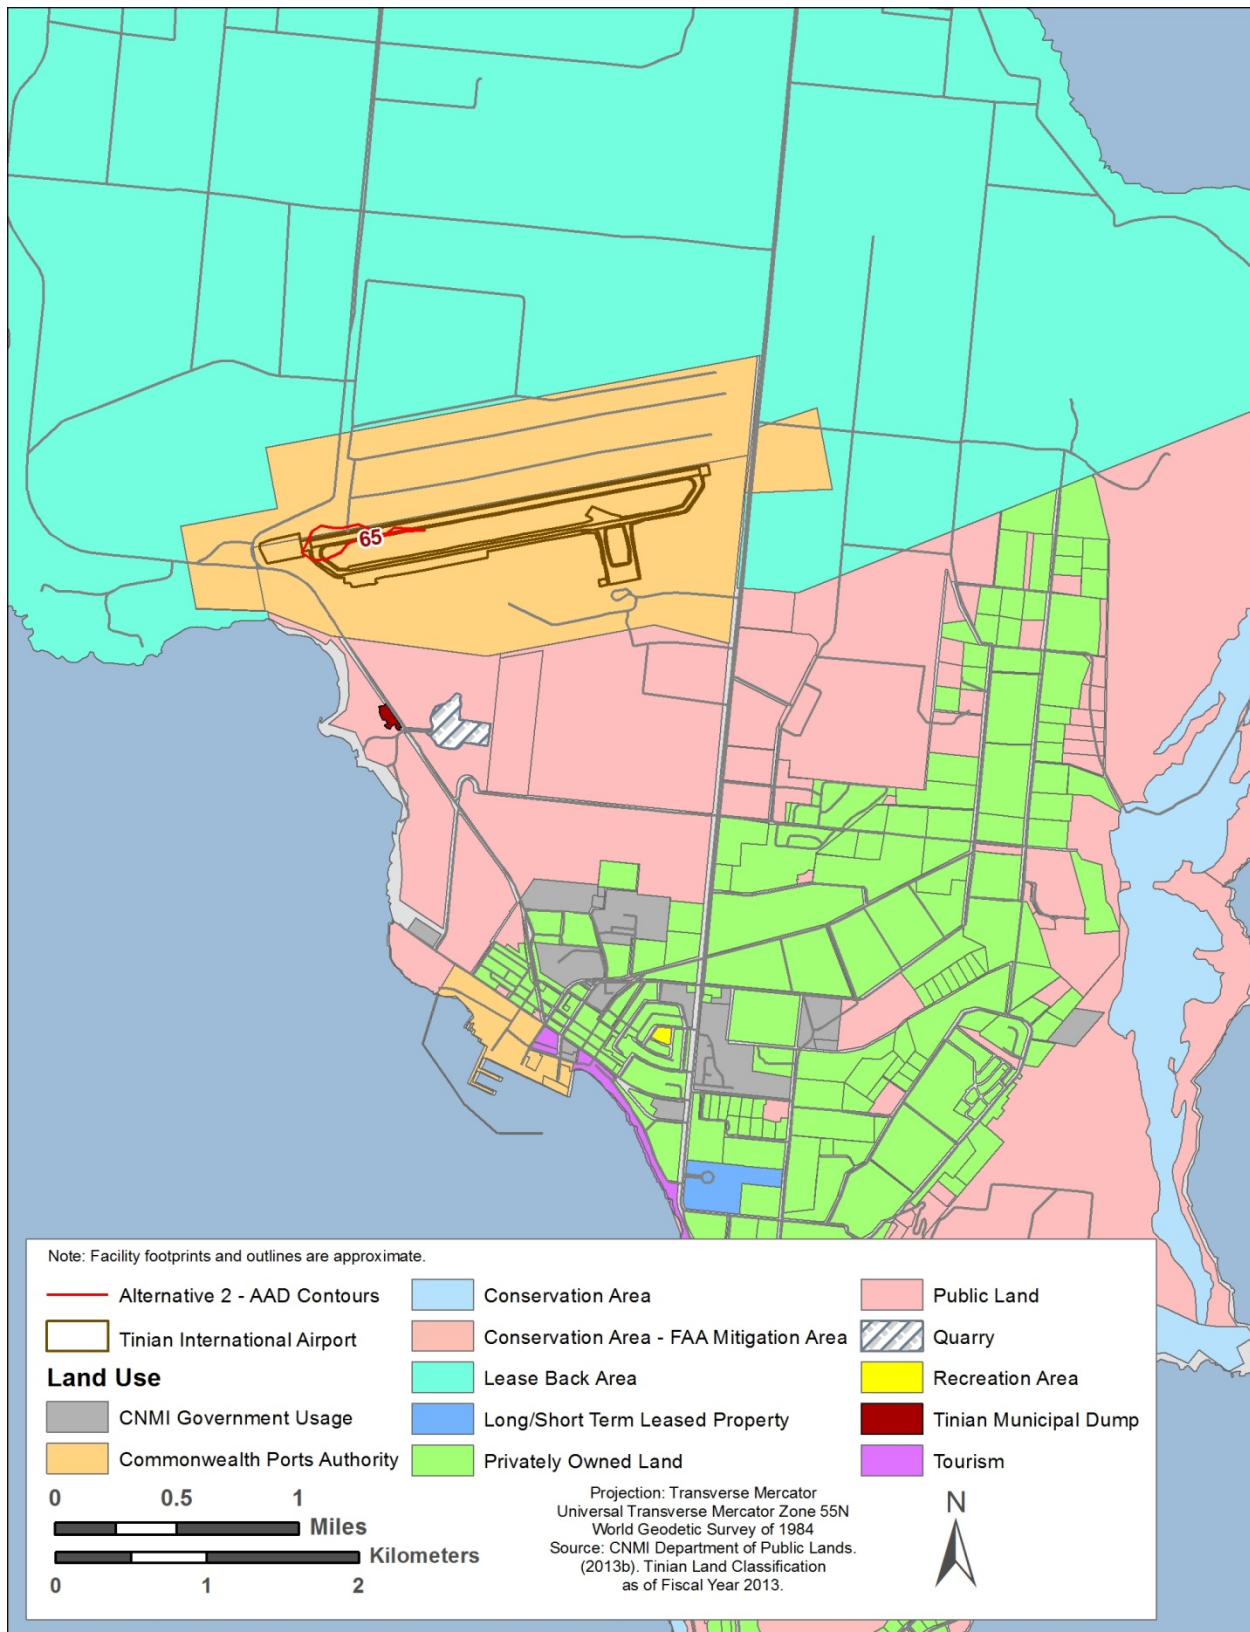 65
Note: Facility footprints and outlines are approximate.
Alternative 2 - AAD Contours
Tinian International Airport
Land Use
CNMI Government Usage
Commonwealth Ports Authority
Conservation Area
Conservation Area - FAA Mitigation Area
Lease Back Area
Long/Short Term Leased Property
Privately Owned Land
Public Land
Quarry
Recreation Area
Tinian Municipal Dump
Tourism
0 0.5 1
Miles
Kilometers
0 1 2
Projection: Transverse Mercator
Universal Transverse Mercator Zone 55N
World Geodetic Survey of 1984
Source: CNMI Department of Public Lands.
(2013b). Tinian Land Classification
as of Fiscal Year 2013.
N